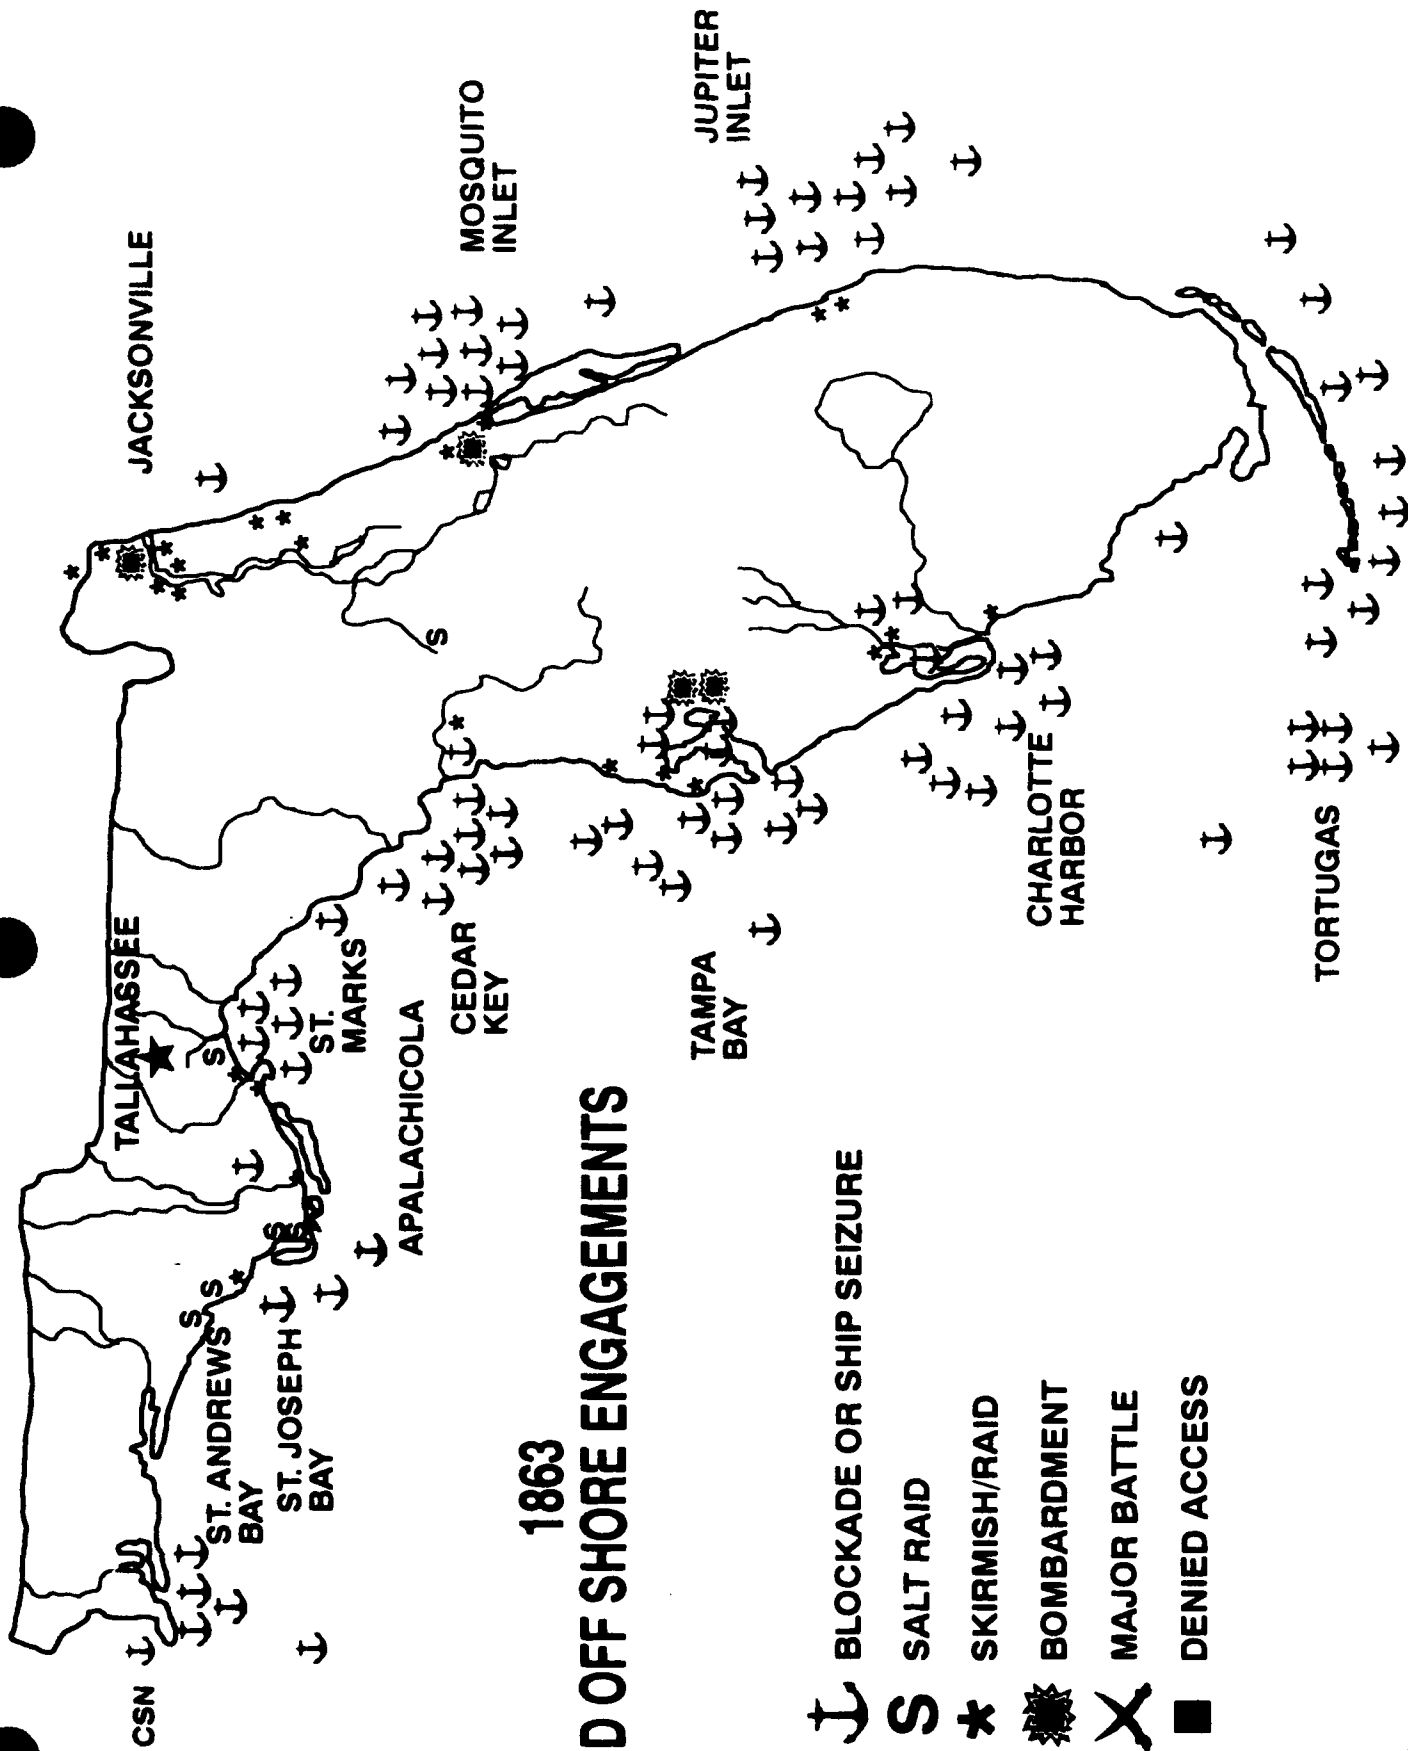 CSN
ST. ANDREWS
BAY
ST. JOSEPH
BAY
TALLAHASSEE
APALACHICOLA
ST.
MARKS
CEDAR
KEY
TAMPA
BAY
CHARLOTTE
HARBOR
TORTUGAS
JACKSONVILLE
MOSQUITO
INLET
JUPITER
INLET
S
S
S
S
S
S
1863
D OFF SHORE ENGAGEMENTS
BLOCKADE OR SHIP SEIZURE
S SALT RAID
* SKIRMISH/RAID
BOMBARDMENT
MAJOR BATTLE
DENIED ACCESS